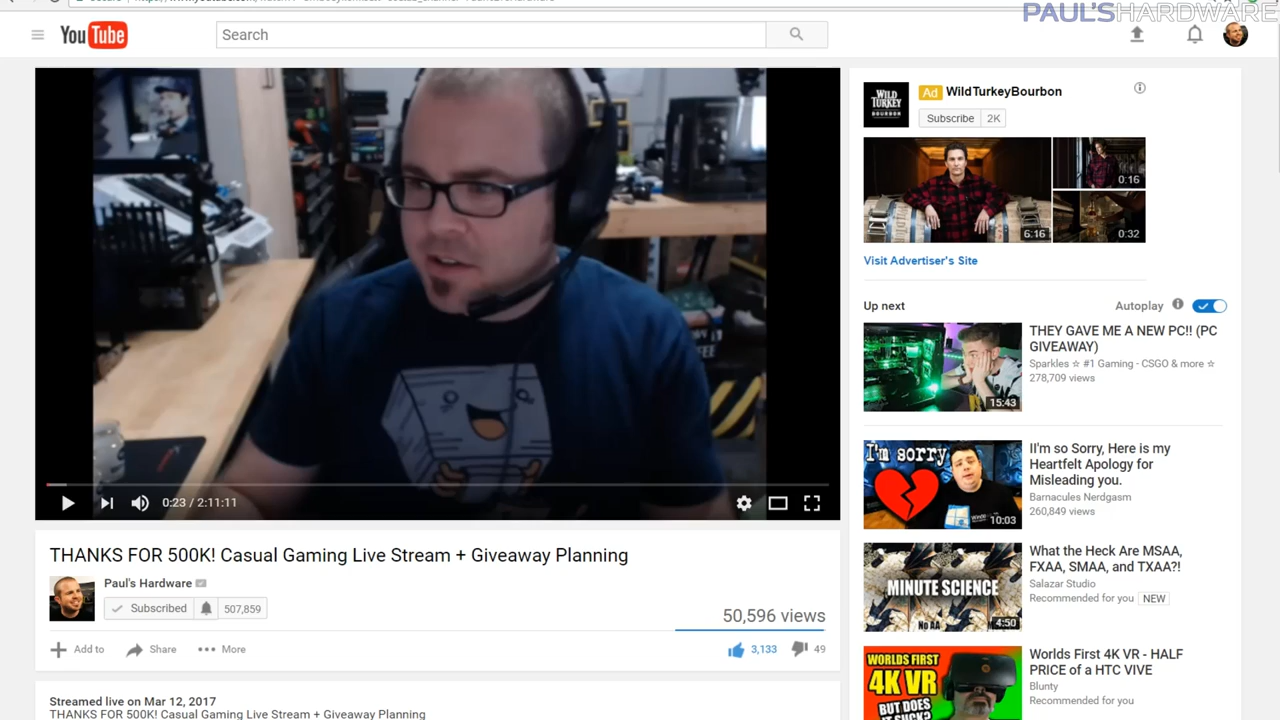 PAUL'SHARDWARE
YouTube
Search
WILD
TURKEY
BOURBON
Ad WildTurkeyBourbon
Subscribe 2K
0:16
6:16
0:32
Visit Advertiser's Site
Up next
Autoplay
THEY GAVE ME A NEW PC!! (PC
GIVEAWAY)
Sparkles ☆ #1 Gaming - CSGO & more ☆
278,709 views
15:43
I'm sorry
10:03
II'm so Sorry, Here is my
Heartfelt Apology for
Misleading you.
Barnacules Nerdgasm
260,849 views
MINUTE SCIENCE
No AA
4:50
What the Heck Are MSAA,
FXAA, SMAA, and TXAA?!
Salazar Studio
Recommended for you NEW
WORLDS FIRST
4K VR
BUT DOES
IT SUCK?
Worlds First 4K VR - HALF
PRICE of a HTC VIVE
Blunty
Recommended for you
0:23 / 2:11:11
THANKS FOR 500K! Casual Gaming Live Stream + Giveaway Planning
Paul's Hardware
Subscribed 507,859
50,596 views
Add to Share More
3,133 49
Streamed live on Mar 12, 2017
THANKS FOR 500K! Casual Gaming Live Stream + Giveaway Planning